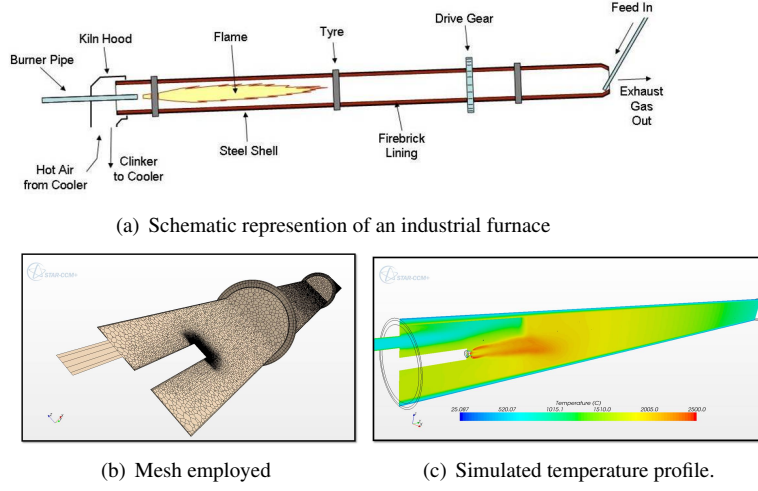 Feed In
Drive Gear
Tyre
Flame
Kiln Hood
Burner Pipe
Exhaust
Gas
Out
Firebrick
Lining
Steel Shell
Clinker
to Cooler
Hot Air
from Cooler
(a) Schematic represention of an industrial furnace
STAR-CCM+
STAR-CCM+
Temperature (C)
25.087 520.07 1015.1 1510.0 2005.0 2500.0
(b) Mesh employed
(c) Simulated temperature profile.